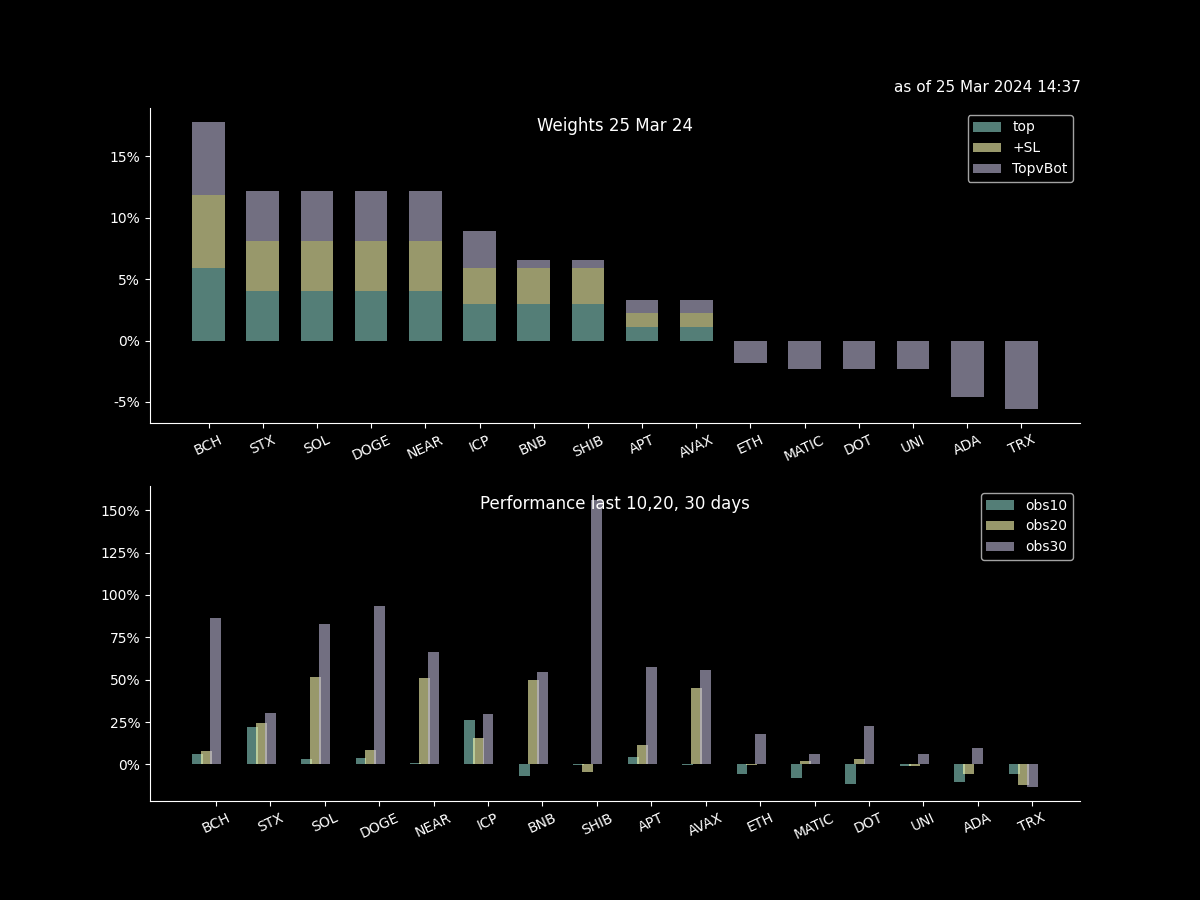 as of 25 Mar 2024 14:37
Weights 25 Mar 24
top
+SL
TopvBot
15%
10%
5%
0%
-5%
BCH STX SOL DOGE NEAR ICP BNB SHIB APT AVAX ETH MATIC DOT UNI ADA TRX
Performance last 10,20, 30 days
obs10
obs20
obs30
150%
125%
100%
75%
50%
25%
0%
BCH STX SOL DOGE NEAR ICP BNB SHIB APT AVAX ETH MATIC DOT UNI ADA TRX